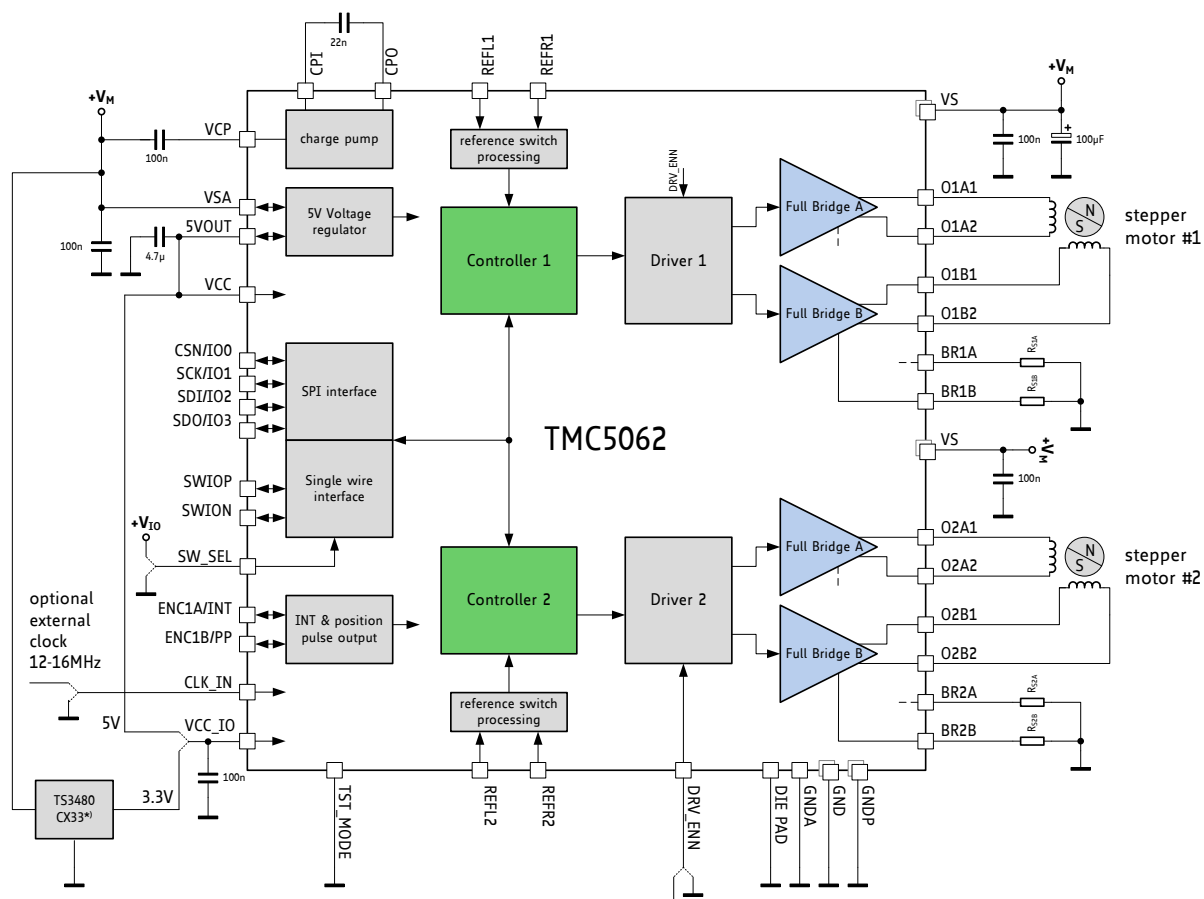 22n
CPI
CPO
REFL1
REFR1
+VM
VCP
100n
charge pump
reference switch
processing
VS
+VM
100n
100µF
VSA
5VOUT
100n
4.7µ
5V Voltage
regulator
VCC
Controller 1
DRV_ENN
Driver 1
Full Bridge A
Full Bridge B
O1A1
O1A2
O1B1
O1B2
BR1A
BR1B
RS1A
RS1B
N
S
stepper
motor #1
CSN/IO0
SCK/IO1
SDI/IO2
SDO/IO3
SPI interface
TMC5062
VS
+VM
100n
SWIOP
SWION
Single wire
interface
+VIO
SW_SEL
Controller 2
Driver 2
Full Bridge A
Full Bridge B
O2A1
O2A2
O2B1
O2B2
BR2A
BR2B
RS2A
RS2B
N
S
stepper
motor #2
optional
external
clock
12-16MHz
ENC1A/INT
ENC1B/PP
INT & position
pulse output
CLK_IN
5V
VCC_IO
100n
reference switch
processing
TS3480
CX33*)
3.3V
TST_MODE
REFL2
REFR2
DRV_ENN
DIE PAD
GNDA
GND
GNDP